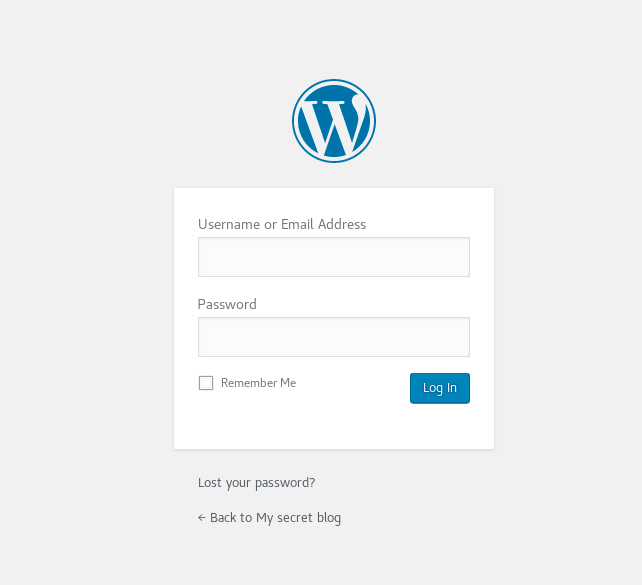 Username or Email Address
Password
Remember Me
Log In
Lost your password?
← Back to My secret blog